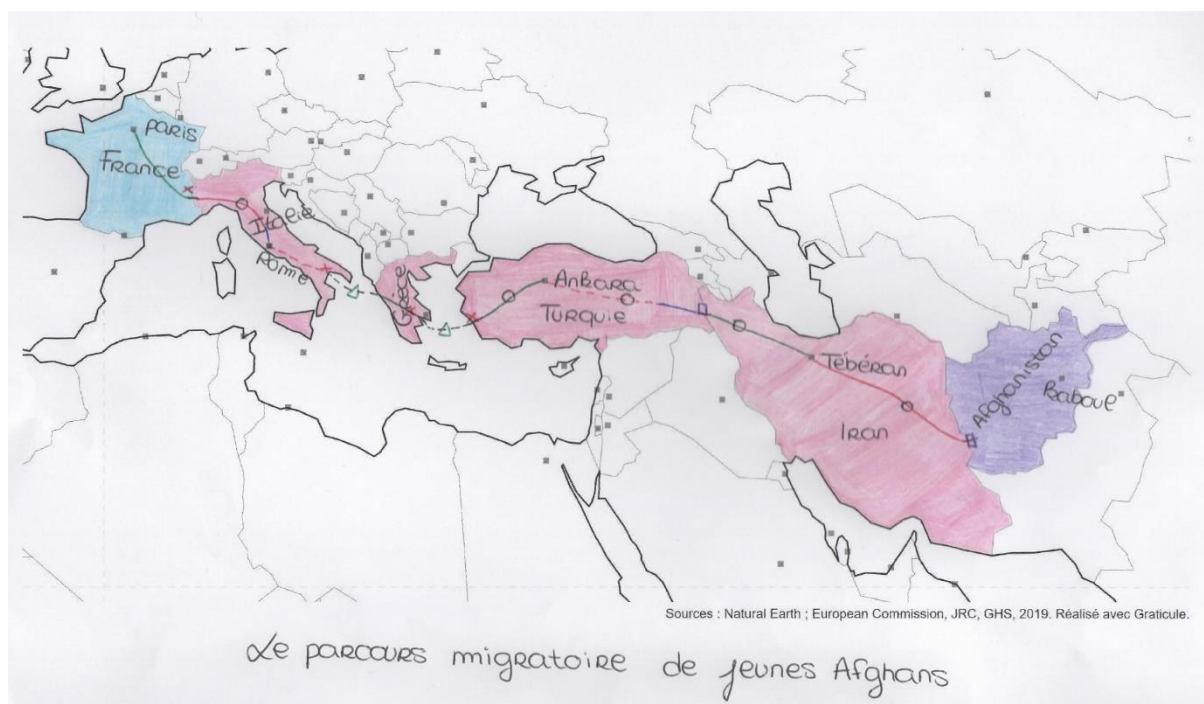 PARIS
FRANCE
Italie
Rome
GRèce
Ankara
TURQUIE
Tébéran
IRan
Afghanistan
Kaboul
Sources : Natural Earth ; European Commission, JRC, GHS, 2019. Réalisé avec Graticule.
Le parcours migratoire de jeunes Afghans